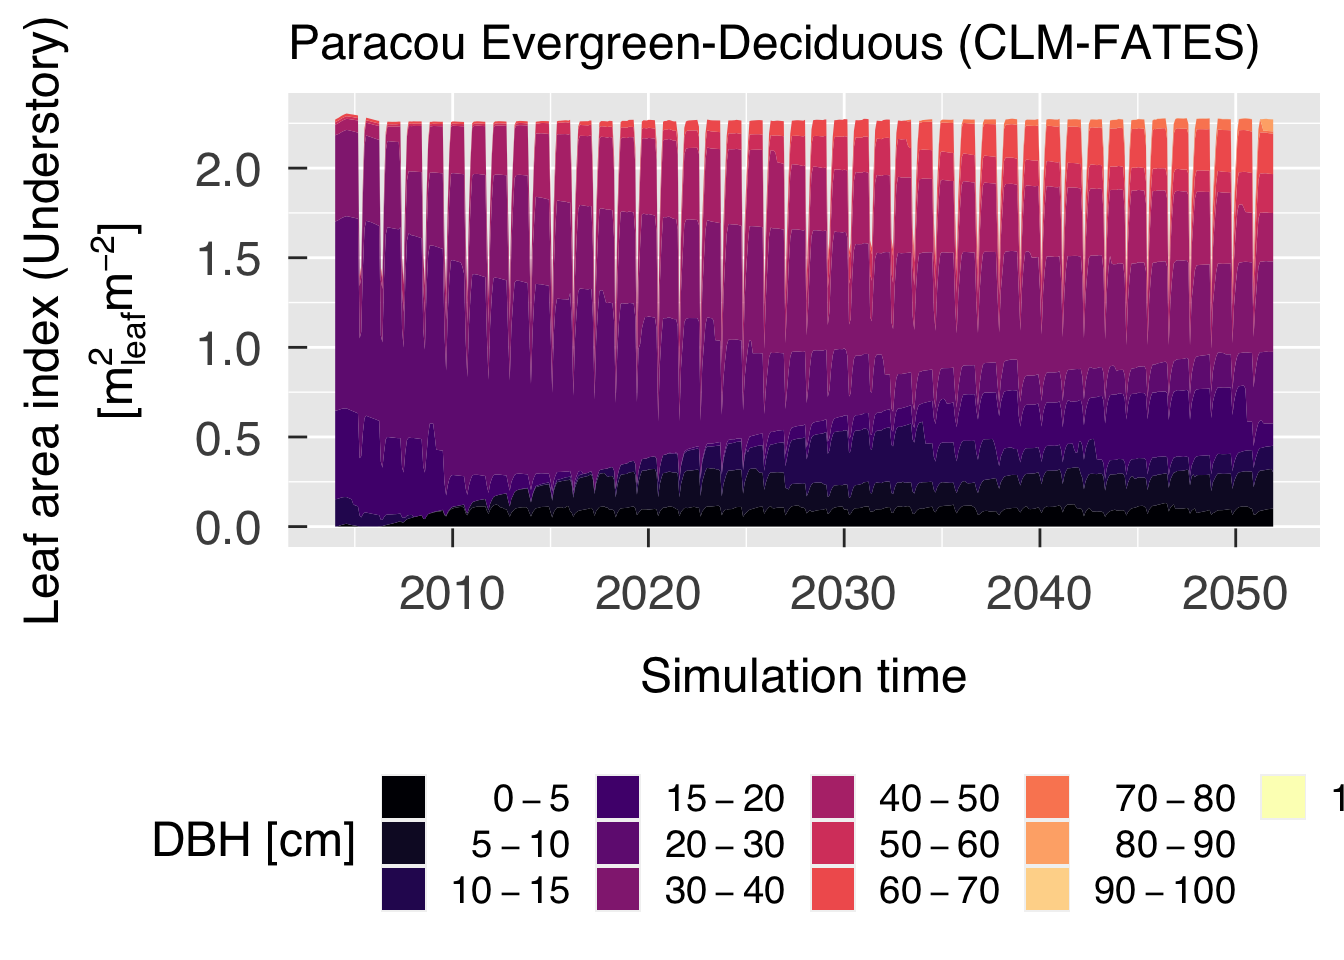 Paracou Evergreen-Deciduous (CLM-FATES)
Leaf area index (Understory)
[m²leaf m⁻²]
2.0
1.5
1.0
0.5
0.0
2010 2020 2030 2040 2050
Simulation time
DBH [cm]
0 – 5 15 – 20 40 – 50 70 – 80 1
5 – 10 20 – 30 50 – 60 80 – 90
10 – 15 30 – 40 60 – 70 90 – 100